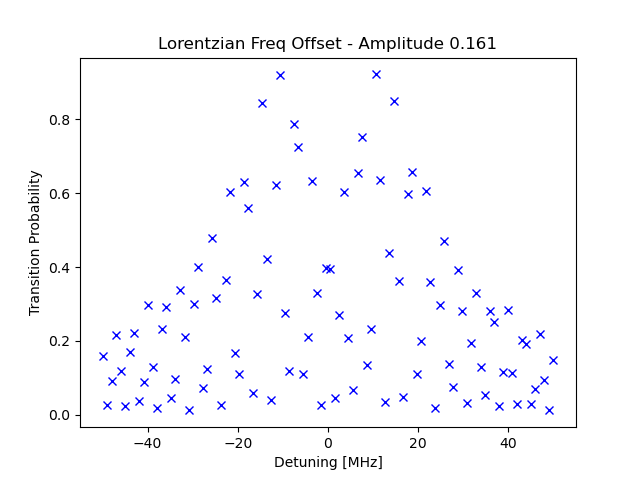 Lorentzian Freq Offset - Amplitude 0.161
Transition Probability
0.8
0.6
0.4
0.2
0.0
−40 −20 0 20 40
Detuning [MHz]